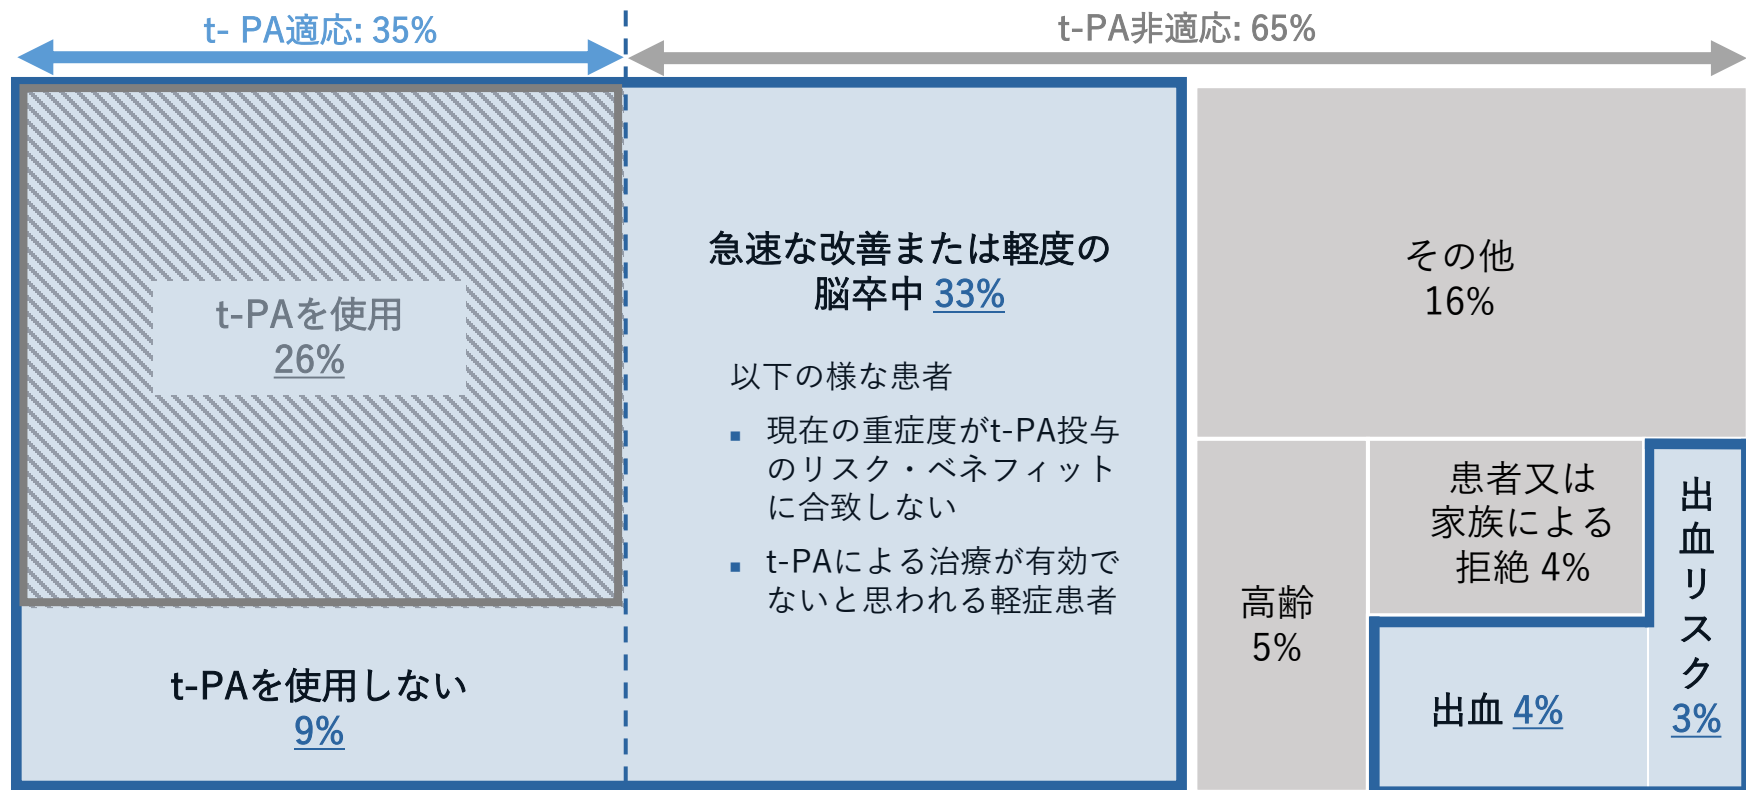 t- PA適応: 35%
t-PA非適応: 65%
t-PAを使用
26%
t-PAを使用しない
9%
急速な改善または軽度の
脳卒中 33%
以下の様な患者
▪ 現在の重症度がt-PA投与
のリスク・ベネフィット
に合致しない
▪ t-PAによる治療が有効で
ないと思われる軽症患者
その他
16%
高齢
5%
患者又は
家族による
拒絶 4%
出血 4%
出血リスク
3%